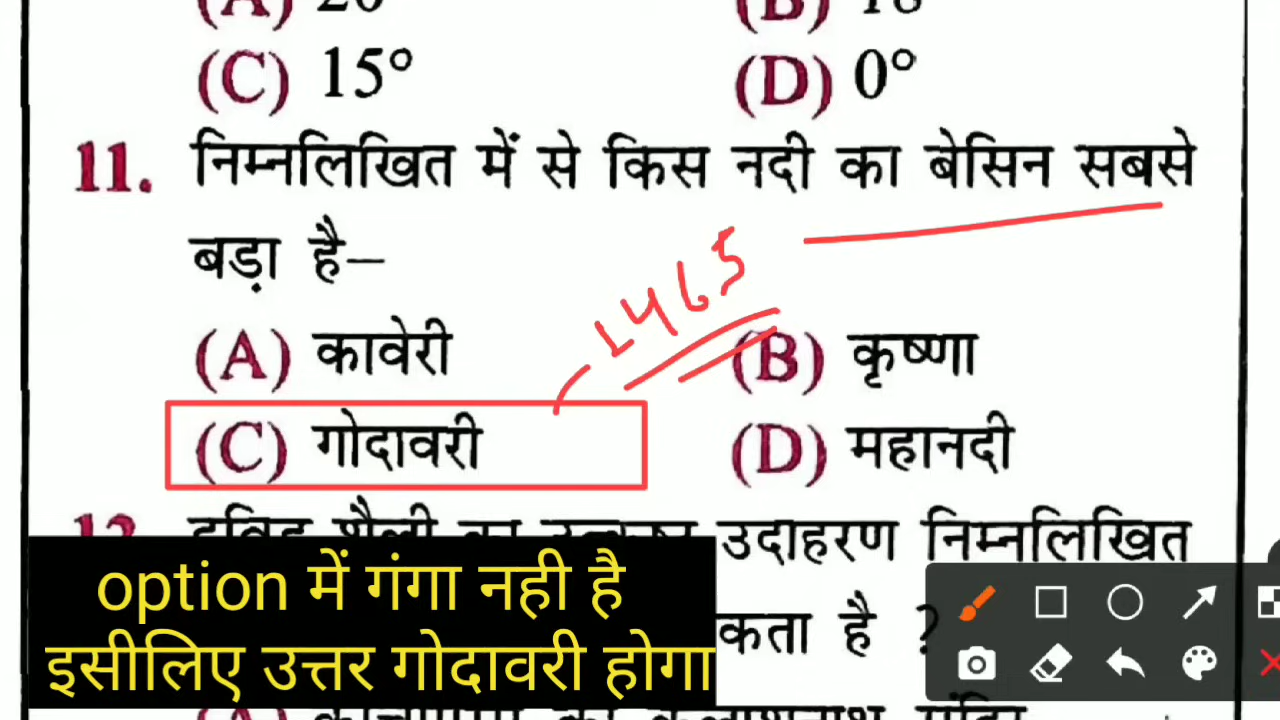 (C) 15° (D) 0°
11. निम्नलिखित में से किस नदी का बेसिन सबसे
बड़ा है–
1465
(A) कावेरी (B) कृष्णा
(C) गोदावरी (D) महानदी
उदाहरण निम्नलिखित
option में गंगा नही है
कता है ?
इसीलिए उत्तर गोदावरी होगा